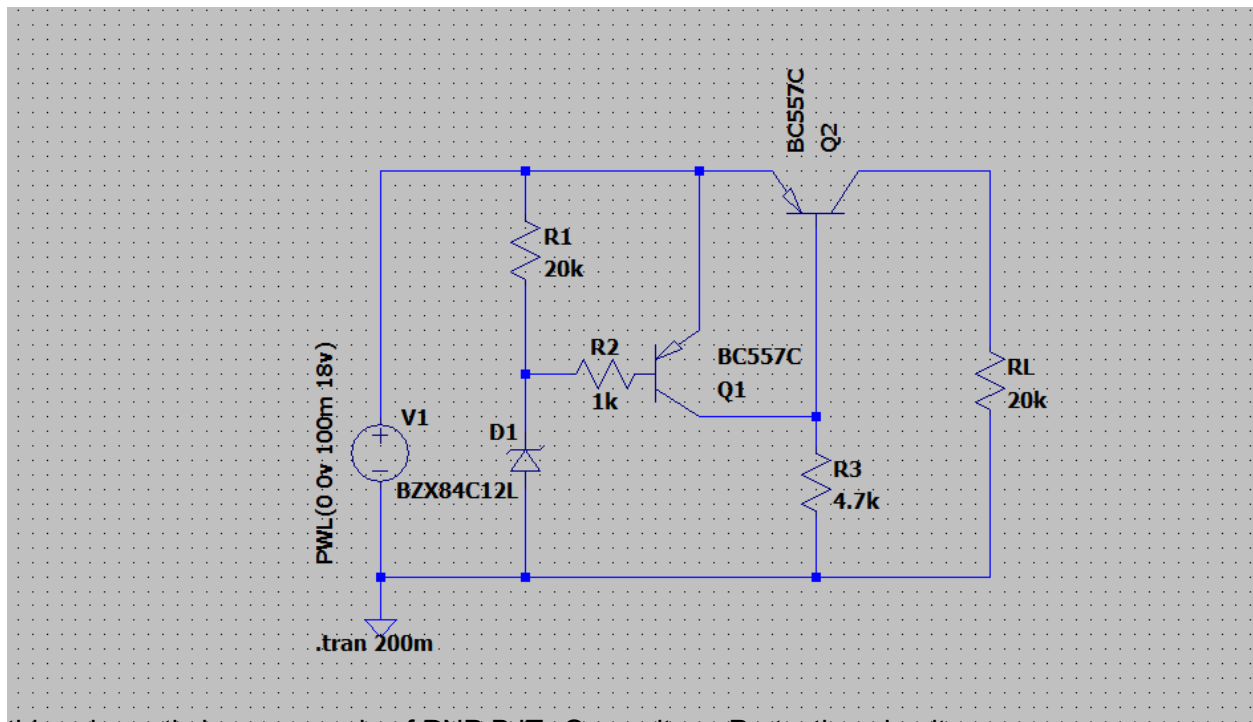 BC557C
Q2
R1
20k
R2
1k
BC557C
Q1
RL
20k
PWL(0 0v 100m 18v)
V1
D1
BZX84C12L
R3
4.7k
.tran 200m